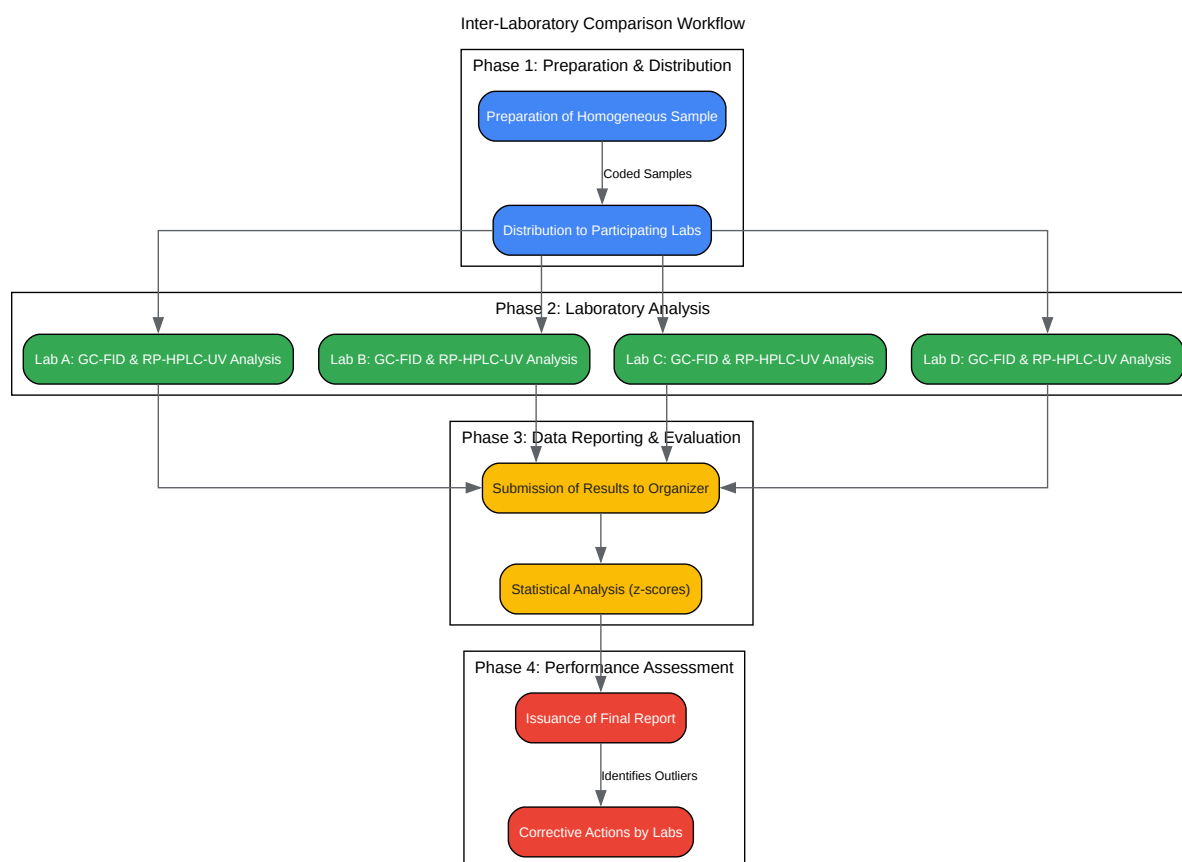 Inter-Laboratory Comparison Workflow
Phase 1: Preparation & Distribution
Preparation of Homogeneous Sample
Coded Samples
Distribution to Participating Labs
Phase 2: Laboratory Analysis
Lab A: GC-FID & RP-HPLC-UV Analysis
Lab B: GC-FID & RP-HPLC-UV Analysis
Lab C: GC-FID & RP-HPLC-UV Analysis
Lab D: GC-FID & RP-HPLC-UV Analysis
Phase 3: Data Reporting & Evaluation
Submission of Results to Organizer
Statistical Analysis (z-scores)
Phase 4: Performance Assessment
Issuance of Final Report
Identifies Outliers
Corrective Actions by Labs